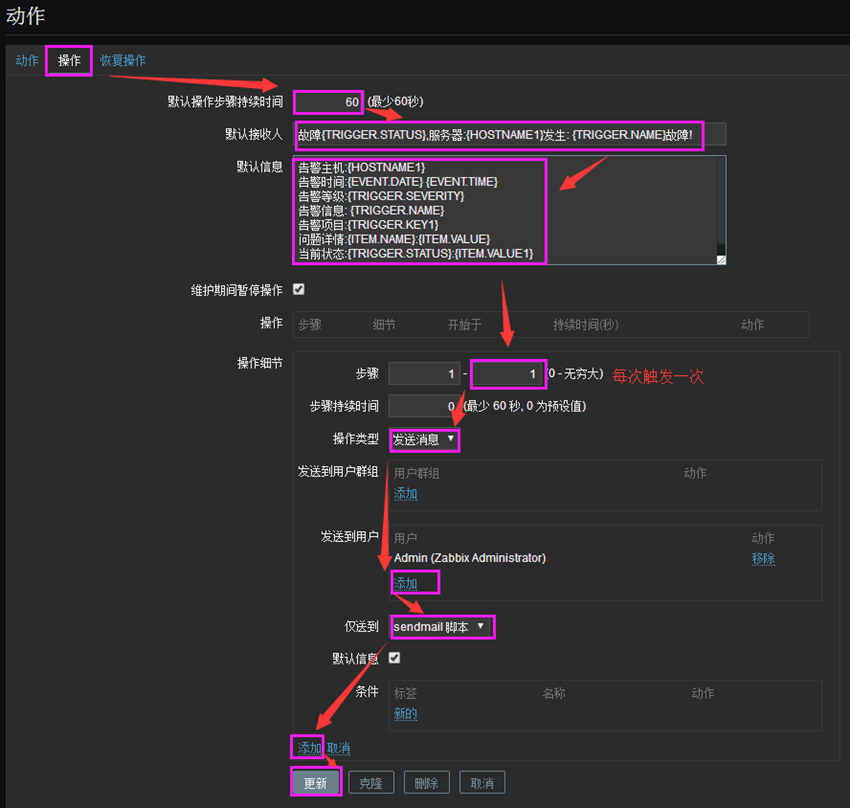 动作
动作 操作 恢复操作
默认操作步骤持续时间 60 (最少60秒)
默认接收人 故障{TRIGGER.STATUS},服务器:{HOSTNAME1}发生: {TRIGGER.NAME}故障!
默认信息 告警主机:{HOSTNAME1}
告警时间:{EVENT.DATE} {EVENT.TIME}
告警等级:{TRIGGER.SEVERITY}
告警信息: {TRIGGER.NAME}
告警项目:{TRIGGER.KEY1}
问题详情:{ITEM.NAME}:{ITEM.VALUE}
当前状态:{TRIGGER.STATUS}:{ITEM.VALUE1}
维护期间暂停操作
操作 步骤 细节 开始于 持续时间(秒) 动作
操作细节
步骤 1 - 1 (0 - 无穷大) 每次触发一次
步骤持续时间 0 (最少 60 秒, 0 为预设值)
操作类型 发送消息
发送到用户群组 用户群组 动作
添加
发送到用户 用户 动作
Admin (Zabbix Administrator) 移除
添加
仅送到 sendmail 脚本
默认信息
条件 标签 名称 动作
新的
添加 取消
更新 克隆 删除 取消